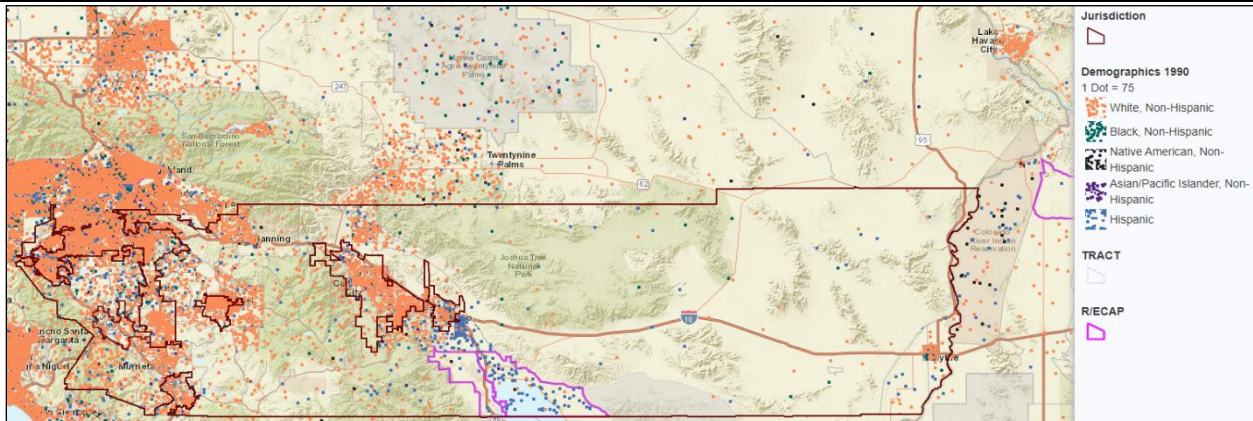 Jurisdiction
Demographics 1990
1 Dot = 75
White, Non-Hispanic
Black, Non-Hispanic
Native American, Non-
Hispanic
Asian/Pacific Islander, Non-
Hispanic
Hispanic
TRACT
R/ECAP
Lake
City
247
San Bernardino
National Forest
Twentynine
Palms
62
95
Joshua Tree
National
Park
Colorado
River Indian
Reservation
10
Murrieta